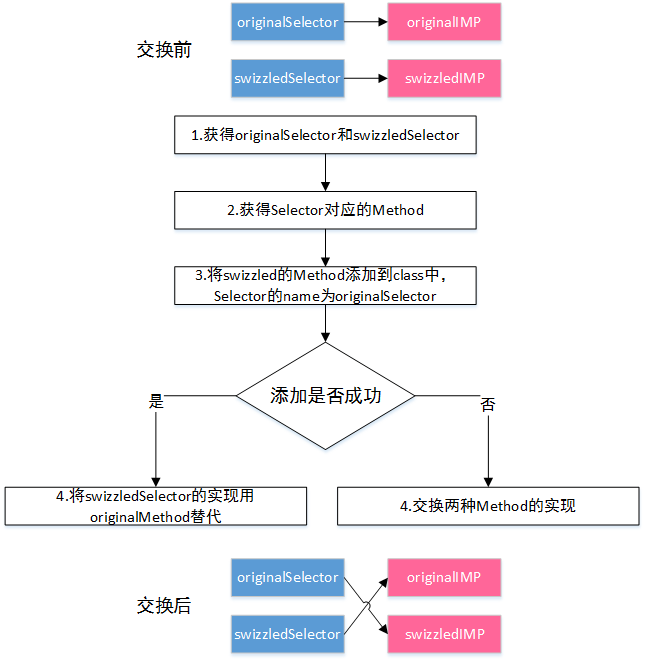 originalSelector originalIMP
交换前
swizzledSelector swizzledIMP
1.获得originalSelector和swizzledSelector
2.获得Selector对应的Method
3.将swizzled的Method添加到class中，
Selector的name为originalSelector
添加是否成功
是
否
4.将swizzledSelector的实现用
originalMethod替代
4.交换两种Method的实现
originalSelector originalIMP
交换后
swizzledSelector swizzledIMP